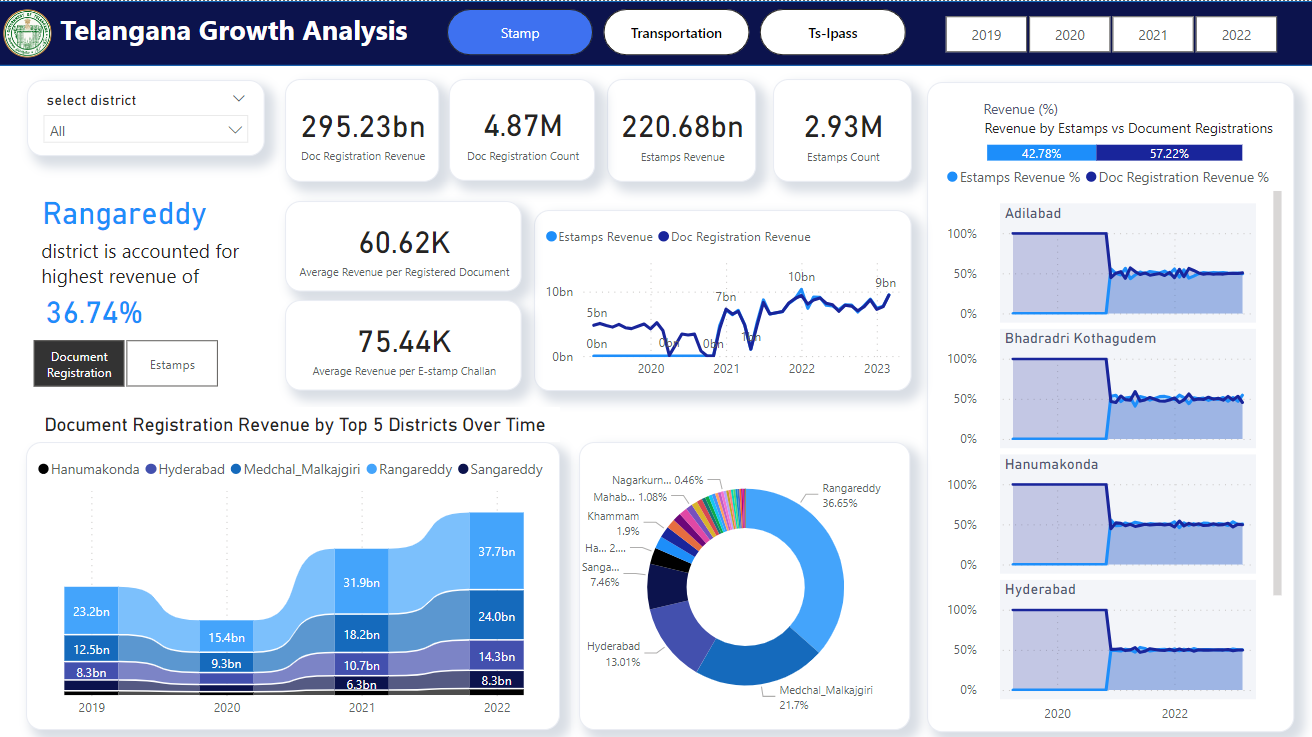 Telangana Growth Analysis
Stamp
Transportation
Ts-Ipass
2019
2020
2021
2022
select district
All
295.23bn
Doc Registration Revenue
4.87M
Doc Registration Count
220.68bn
Estamps Revenue
2.93M
Estamps Count
Rangareddy
district is accounted for
highest revenue of
36.74%
Document
Registration
Estamps
60.62K
Average Revenue per Registered Document
75.44K
Average Revenue per E-stamp Challan
Estamps Revenue Doc Registration Revenue
10bn
0bn
5bn
0bn
0bn
0bn
7bn
1bn
10bn
9bn
2020
2021
2022
2023
Document Registration Revenue by Top 5 Districts Over Time
Hanumakonda Hyderabad Medchal_Malkajgiri Rangareddy Sangareddy
23.2bn
12.5bn
8.3bn
15.4bn
9.3bn
31.9bn
18.2bn
10.7bn
6.3bn
37.7bn
24.0bn
14.3bn
8.3bn
2019
2020
2021
2022
Nagarkurn... 0.46%
Mahab... 1.08%
Khammam
1.9%
Ha... 2....
Sanga...
7.46%
Hyderabad
13.01%
Rangareddy
36.65%
Medchal_Malkajgiri
21.7%
Revenue (%)
Revenue by Estamps vs Document Registrations
42.78%
57.22%
Estamps Revenue % Doc Registration Revenue %
Adilabad
100%
50%
0%
Bhadradri Kothagudem
100%
50%
0%
Hanumakonda
100%
50%
0%
Hyderabad
100%
50%
0%
2020
2022